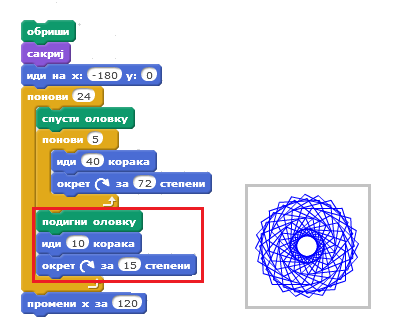 обриши
сакриј
иди на x: -180 y: 0
понови 24
спусти оловку
понови 5
иди 40 корака
окрет за 72 степени
подигни оловку
иди 10 корака
окрет за 15 степени
промени x за 120